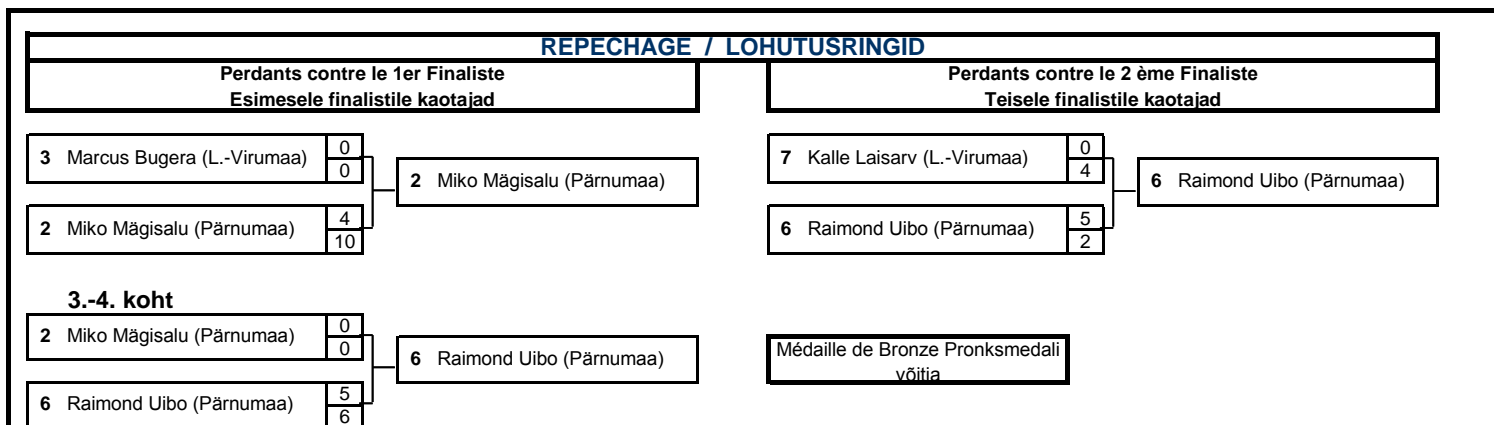 REPECHAGE / LOHUTUSRINGID
Perdants contre le 1er Finaliste
Esimesele finalistile kaotajad
Perdants contre le 2 ème Finaliste
Teisele finalistile kaotajad
3 Marcus Bugera (L.-Virumaa) 0
0
2 Miko Mägisalu (Pärnumaa)
2 Miko Mägisalu (Pärnumaa) 4
10
7 Kalle Laisarv (L.-Virumaa) 0
4
6 Raimond Uibo (Pärnumaa)
6 Raimond Uibo (Pärnumaa) 5
2
3.-4. koht
2 Miko Mägisalu (Pärnumaa) 0
0
6 Raimond Uibo (Pärnumaa)
6 Raimond Uibo (Pärnumaa) 5
6
Médaille de Bronze Pronksmedali
võitja